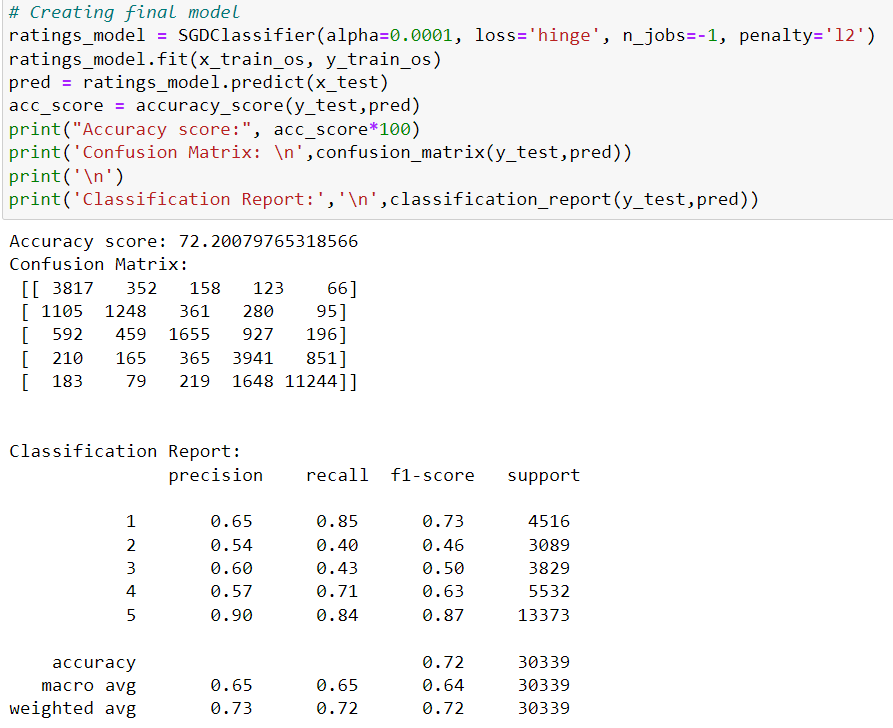 # Creating final model
ratings_model = SGDClassifier(alpha=0.0001, loss='hinge', n_jobs=-1, penalty='l2')
ratings_model.fit(x_train_os, y_train_os)
pred = ratings_model.predict(x_test)
acc_score = accuracy_score(y_test,pred)
print("Accuracy score:", acc_score*100)
print('Confusion Matrix: \n',confusion_matrix(y_test,pred))
print('\n')
print('Classification Report:','\n',classification_report(y_test,pred))
Accuracy score: 72.20079765318566
Confusion Matrix:
[[ 3817 352 158 123 66]
[ 1105 1248 361 280 95]
[ 592 459 1655 927 196]
[ 210 165 365 3941 851]
[ 183 79 219 1648 11244]]
Classification Report:
precision recall f1-score support
1 0.65 0.85 0.73 4516
2 0.54 0.40 0.46 3089
3 0.60 0.43 0.50 3829
4 0.57 0.71 0.63 5532
5 0.90 0.84 0.87 13373
accuracy 0.72 30339
macro avg 0.65 0.65 0.64 30339
weighted avg 0.73 0.72 0.72 30339